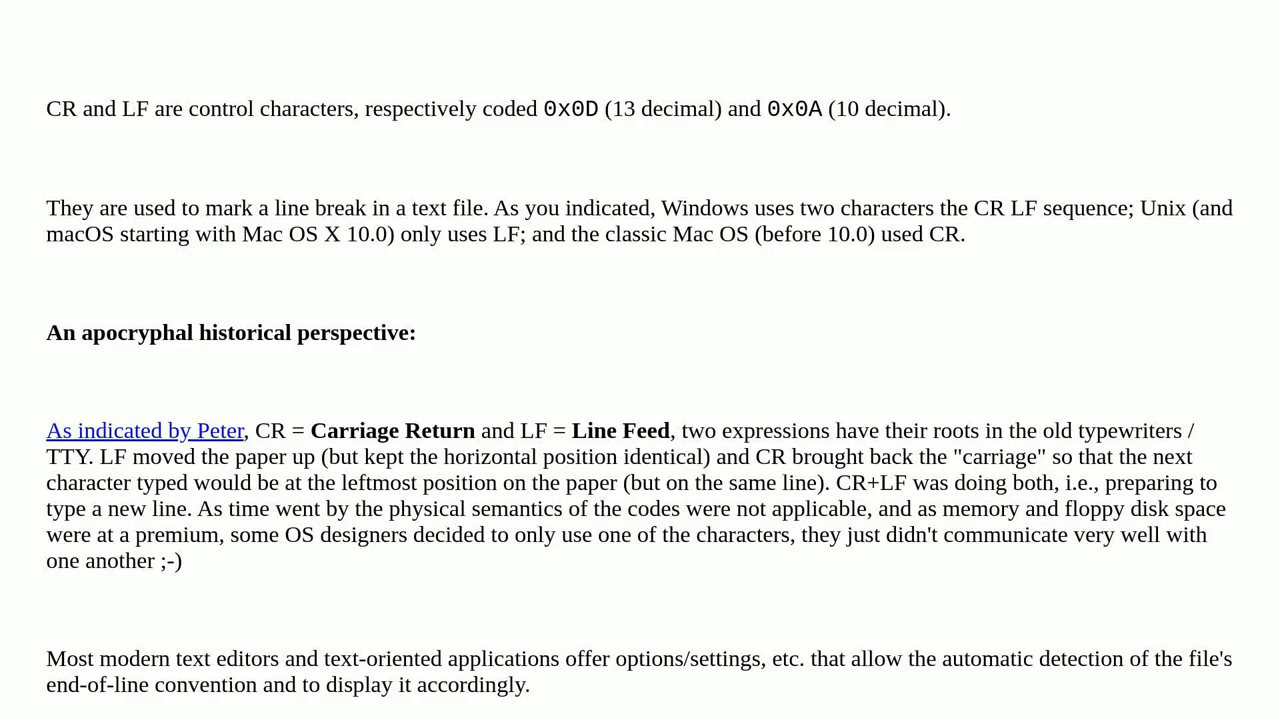 CR and LF are control characters, respectively coded 0x0D (13 decimal) and 0x0A (10 decimal).
They are used to mark a line break in a text file. As you indicated, Windows uses two characters the CR LF sequence; Unix (and
macOS starting with Mac OS X 10.0) only uses LF; and the classic Mac OS (before 10.0) used CR.
An apocryphal historical perspective:
As indicated by Peter, CR = Carriage Return and LF = Line Feed, two expressions have their roots in the old typewriters /
TTY. LF moved the paper up (but kept the horizontal position identical) and CR brought back the "carriage" so that the next
character typed would be at the leftmost position on the paper (but on the same line). CR+LF was doing both, i.e., preparing to
type a new line. As time went by the physical semantics of the codes were not applicable, and as memory and floppy disk space
were at a premium, some OS designers decided to only use one of the characters, they just didn't communicate very well with
one another ;-)
Most modern text editors and text-oriented applications offer options/settings, etc. that allow the automatic detection of the file's
end-of-line convention and to display it accordingly.